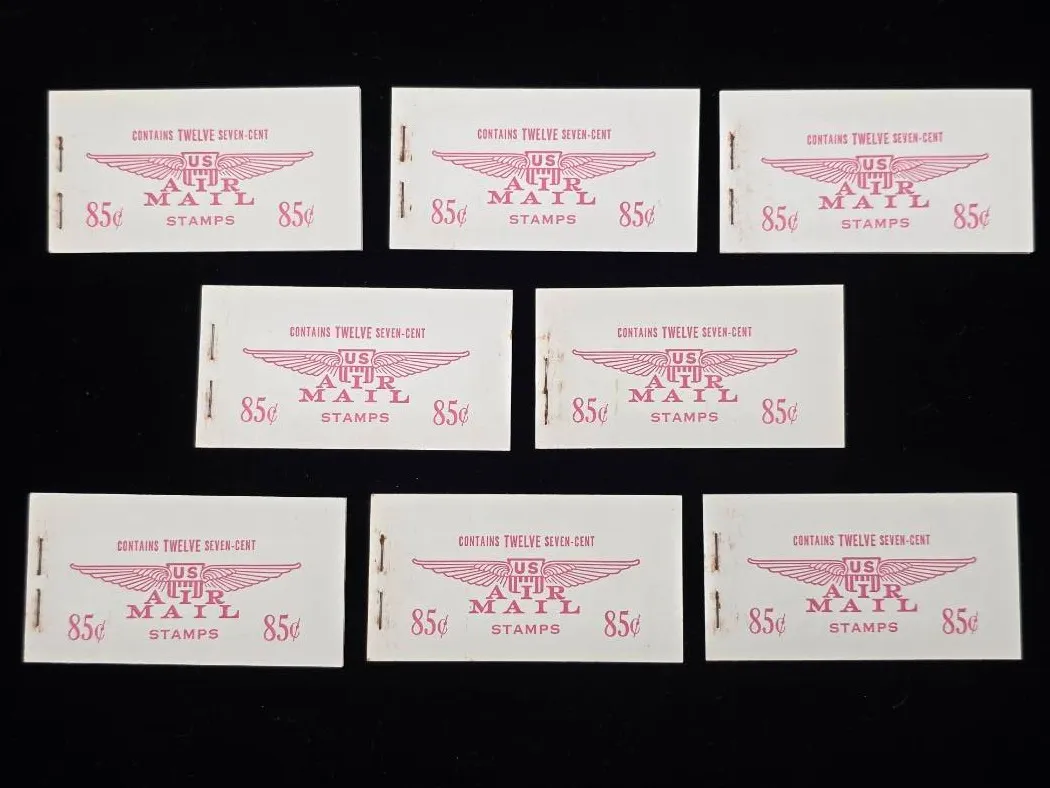 CONTAINS TWELVE SEVEN-CENT
US
AIR
MAIL
85¢ STAMPS 85¢
CONTAINS TWELVE SEVEN-CENT
US
AIR
MAIL
85¢ STAMPS 85¢
CONTAINS TWELVE SEVEN-CENT
US
AIR
MAIL
85¢ STAMPS 85¢
CONTAINS TWELVE SEVEN-CENT
US
AIR
MAIL
85¢ STAMPS 85¢
CONTAINS TWELVE SEVEN-CENT
US
AIR
MAIL
85¢ STAMPS 85¢
CONTAINS TWELVE SEVEN-CENT
US
AIR
MAIL
85¢ STAMPS 85¢
CONTAINS TWELVE SEVEN-CENT
US
AIR
MAIL
85¢ STAMPS 85¢
CONTAINS TWELVE SEVEN-CENT
US
AIR
MAIL
85¢ STAMPS 85¢